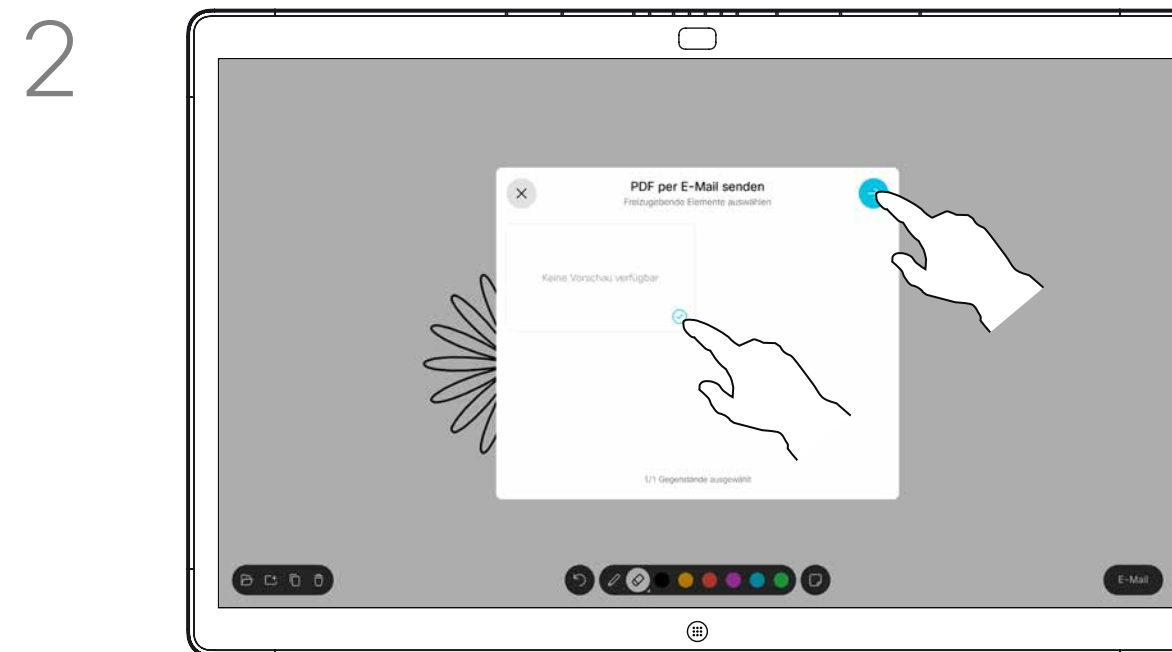 2
PDF per E-Mail senden
Freizugebende Elemente auswählen
Keine Vorschau verfügbar
1/1 Gegenstände ausgewählt
E-Mail